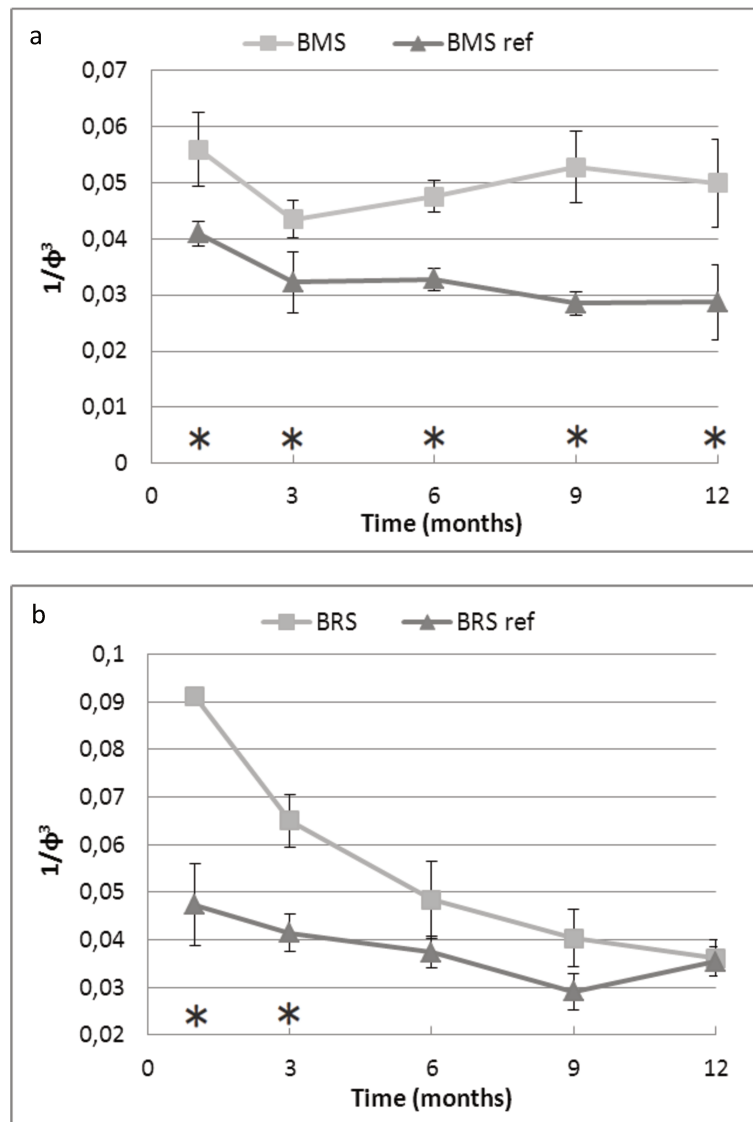 a
BMS BMS ref
0,07
0,06
0,05
0,04
0,03
0,02
0,01
0
1/ϕ³
* * * * *
0 3 6 9 12
Time (months)
b
BRS BRS ref
0,1
0,09
0,08
0,07
0,06
0,05
0,04
0,03
0,02
1/ϕ³
* *
0 3 6 9 12
Time (months)